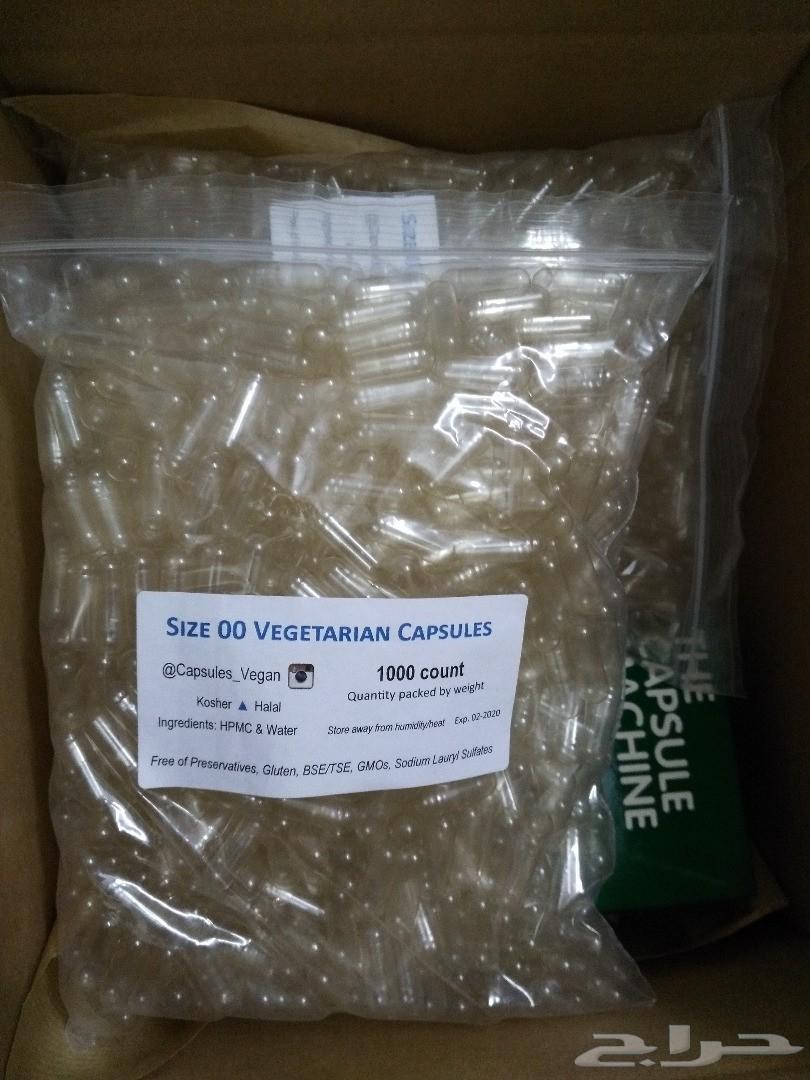 SIZE 00 VEGETARIAN CAPSULES
@Capsules_Vegan
1000 count
Quantity packed by weight
Kosher ▲ Halal
Ingredients: HPMC & Water
Store away from humidity/heat Exp. 02-2020
Free of Preservatives, Gluten, BSE/TSE, GMOs, Sodium Lauryl Sulfates
THE
CAPSULE
MACHINE
حراج